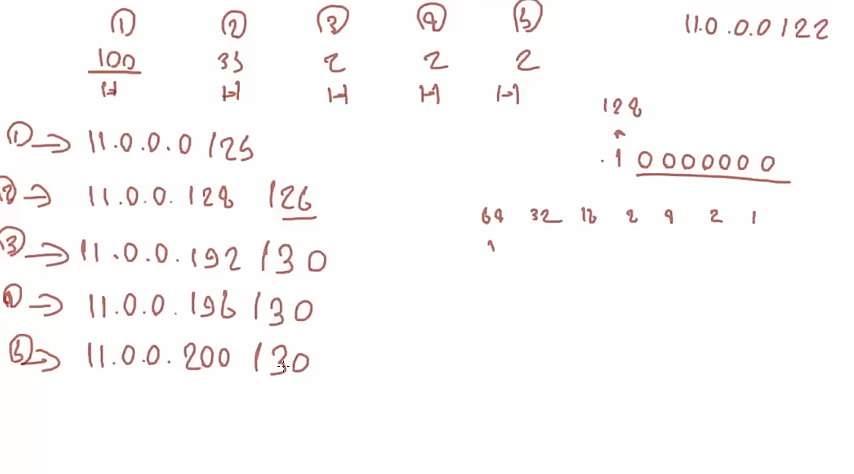 ① ② ③ ④ ⑤ 11.0.0.0/22
100 35 2 2 2
H H H H H
128
① → 11.0.0.0 /25
.10000000
② → 11.0.0.128 /26
64 32 16 8 4 2 1
1
③ → 11.0.0.192 /30
④ → 11.0.0.196 /30
⑤ → 11.0.0.200 /30